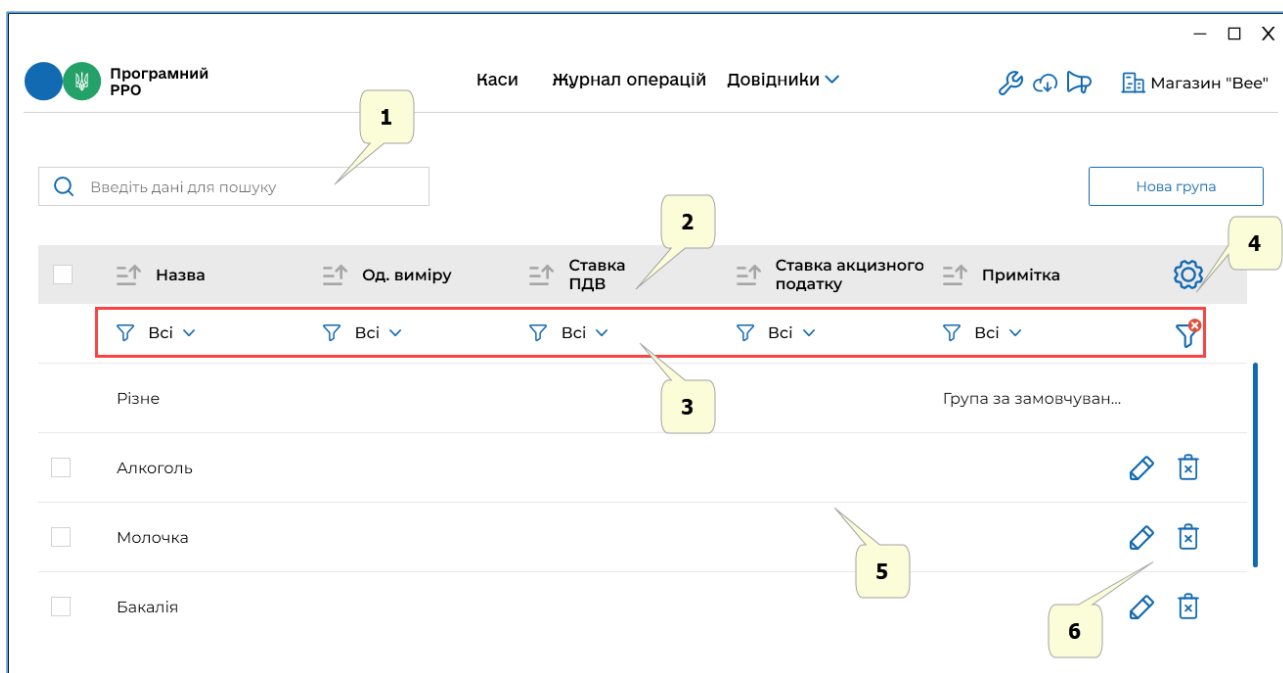 Програмний
РРО
Каси
Журнал операцій
Довідники
Магазин "Bee"
1
Введіть дані для пошуку
Нова група
2
4
Назва
Од. виміру
Ставка
ПДВ
Ставка акцизного
податку
Примітка
Всі
Всі
Всі
Всі
Всі
3
Різне
Група за замовчуван...
Алкоголь
Молочка
5
Бакалія
6